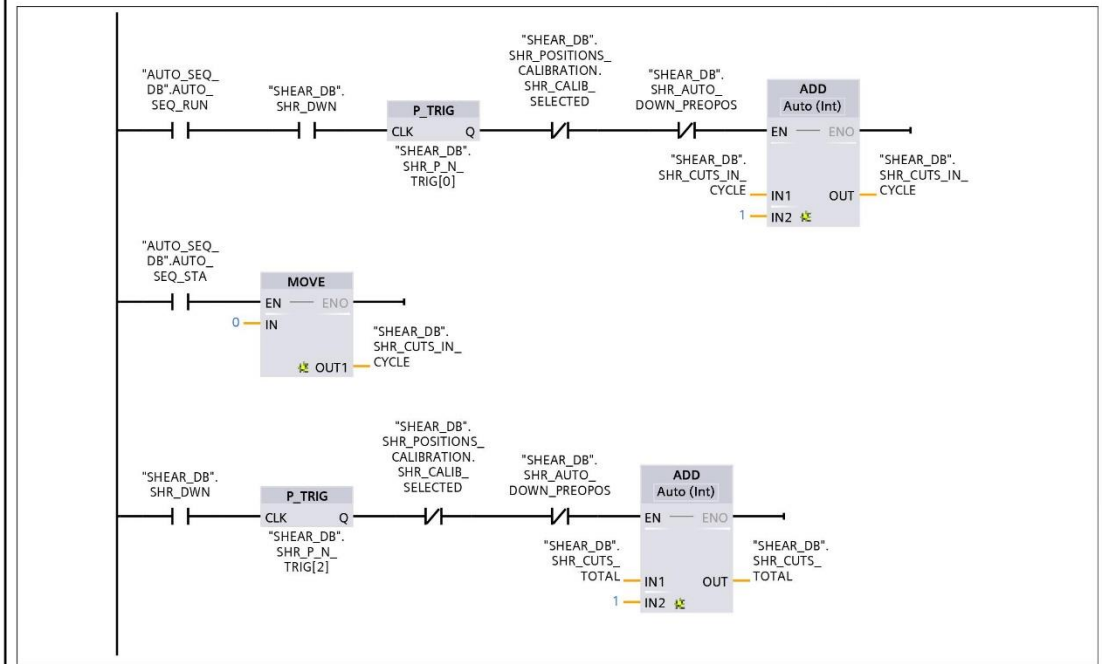 "AUTO_SEQ_
DB".AUTO_
SEQ_RUN
"SHEAR_DB".
SHR_DWN
P_TRIG
CLK Q
"SHEAR_DB".
SHR_P_N_
TRIG[0]
"SHEAR_DB".
SHR_POSITIONS_
CALIBRATION.
SHR_CALIB_
SELECTED
"SHEAR_DB".
SHR_AUTO_
DOWN_PREOPOS
ADD
Auto (Int)
EN ENO
"SHEAR_DB".
SHR_CUTS_IN_
CYCLE
IN1 OUT
"SHEAR_DB".
SHR_CUTS_IN_
CYCLE
1 IN2
"AUTO_SEQ_
DB".AUTO_
SEQ_STA
MOVE
EN ENO
0 IN
OUT1
"SHEAR_DB".
SHR_CUTS_IN_
CYCLE
"SHEAR_DB".
SHR_DWN
P_TRIG
CLK Q
"SHEAR_DB".
SHR_P_N_
TRIG[2]
"SHEAR_DB".
SHR_POSITIONS_
CALIBRATION.
SHR_CALIB_
SELECTED
"SHEAR_DB".
SHR_AUTO_
DOWN_PREOPOS
ADD
Auto (Int)
EN ENO
"SHEAR_DB".
SHR_CUTS_
TOTAL
IN1 OUT
"SHEAR_DB".
SHR_CUTS_
TOTAL
1 IN2